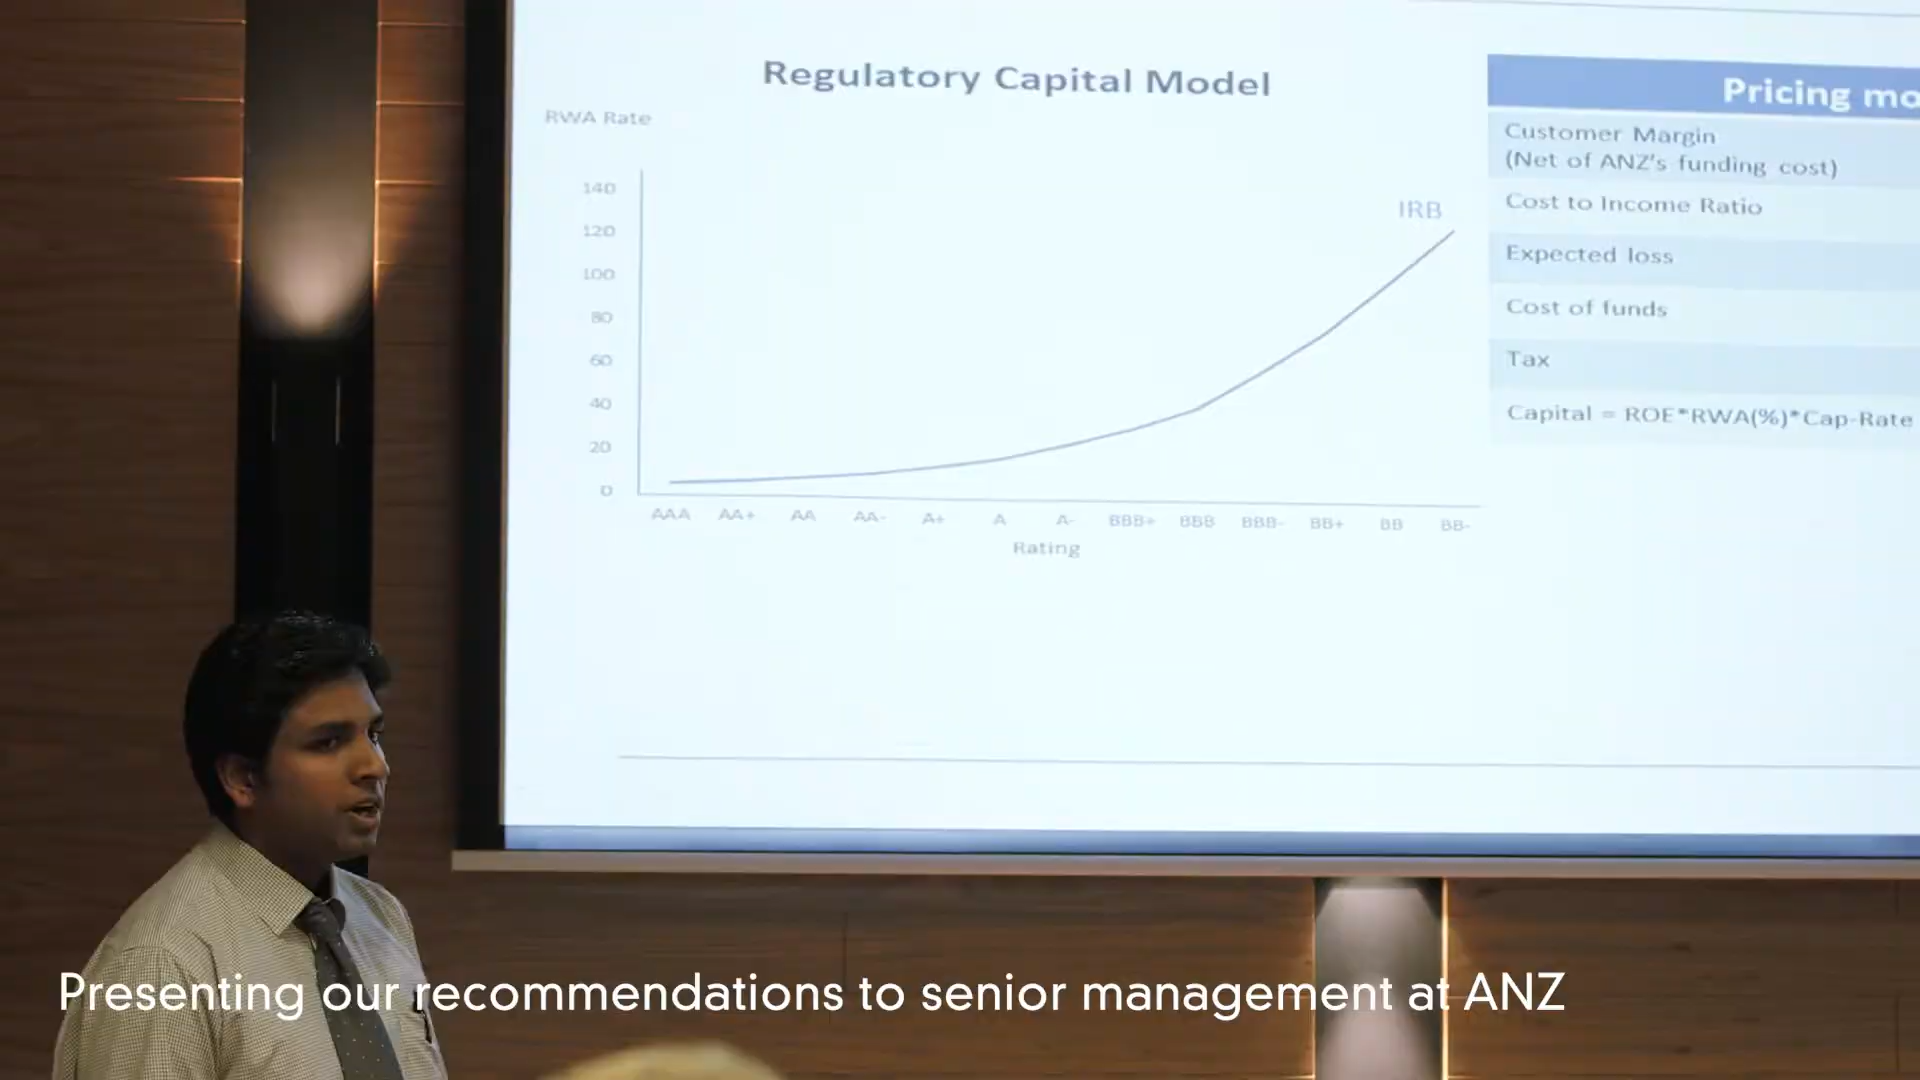 Regulatory Capital Model
RWA Rate
140
120
100
80
60
40
20
0
IRB
AAA AA+ AA AA- A+ A A- BBB+ BBB BBB- BB+ BB BB-
Rating
Pricing mo
Customer Margin
(Net of ANZ's funding cost)
Cost to Income Ratio
Expected loss
Cost of funds
Tax
Capital = ROE*RWA(%)*Cap-Rate
Presenting our recommendations to senior management at ANZ